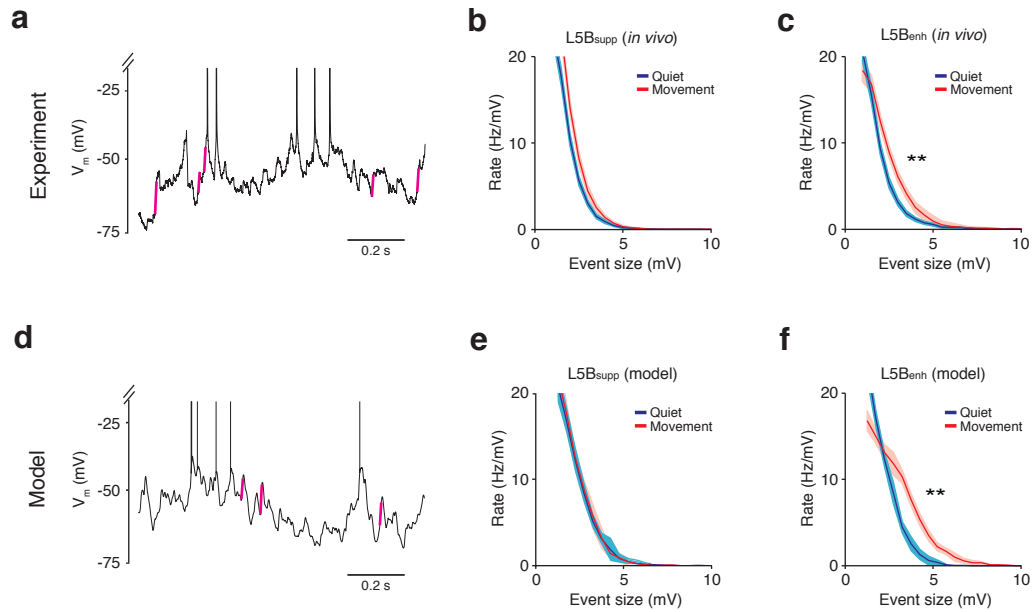 a
Experiment
Vm (mV)
-25
-50
-75
0.2 s
b
L5Bsupp (in vivo)
Quiet
Movement
Rate (Hz/mV)
20
10
0
0
5
10
Event size (mV)
c
L5Benh (in vivo)
Quiet
Movement
**
Rate (Hz/mV)
20
10
0
0
5
10
Event size (mV)
d
Model
Vm (mV)
-25
-50
-75
0.2 s
e
L5Bsupp (model)
Quiet
Movement
Rate (Hz/mV)
20
10
0
0
5
10
Event size (mV)
f
L5Benh (model)
Quiet
Movement
**
Rate (Hz/mV)
20
10
0
0
5
10
Event size (mV)